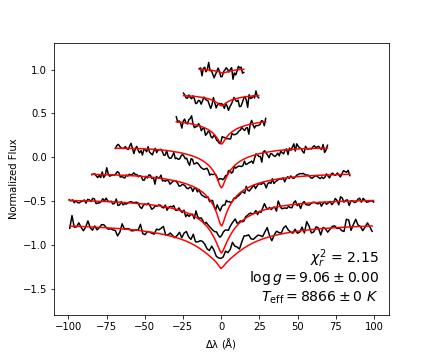 1.0
0.5
0.0
−0.5
−1.0
−1.5
Normalized Flux
χ²ᵣ = 2.15
log g = 9.06 ± 0.00
T_eff = 8866 ± 0 K
−100 −75 −50 −25 0 25 50 75 100
Δλ (Å)